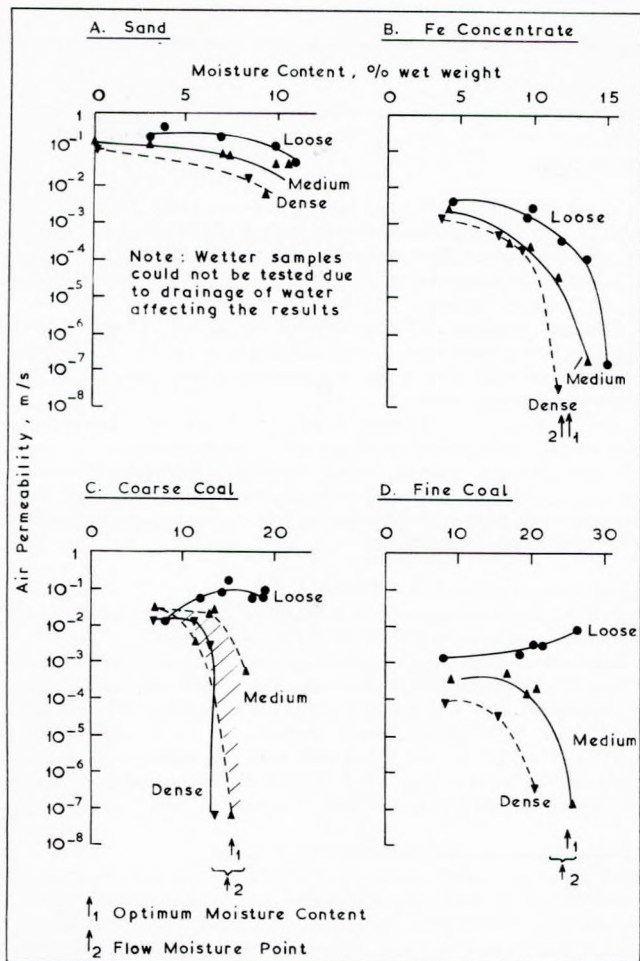 A. Sand
B. Fe Concentrate
Moisture Content, % wet weight
0 5 10
0 5 10 15
1
10⁻¹
10⁻²
10⁻³
10⁻⁴
10⁻⁵
10⁻⁶
10⁻⁷
10⁻⁸
Loose
Medium
Dense
Note: Wetter samples
could not be tested due
to drainage of water
affecting the results
Loose
Medium
Dense
2 1
Air Permeability, m/s
C. Coarse Coal
D. Fine Coal
0 10 20
0 10 20 30
1
10⁻¹
10⁻²
10⁻³
10⁻⁴
10⁻⁵
10⁻⁶
10⁻⁷
10⁻⁸
Loose
Medium
Dense
1
2
Loose
Medium
Dense
1
2
↑1 Optimum Moisture Content
↑2 Flow Moisture Point